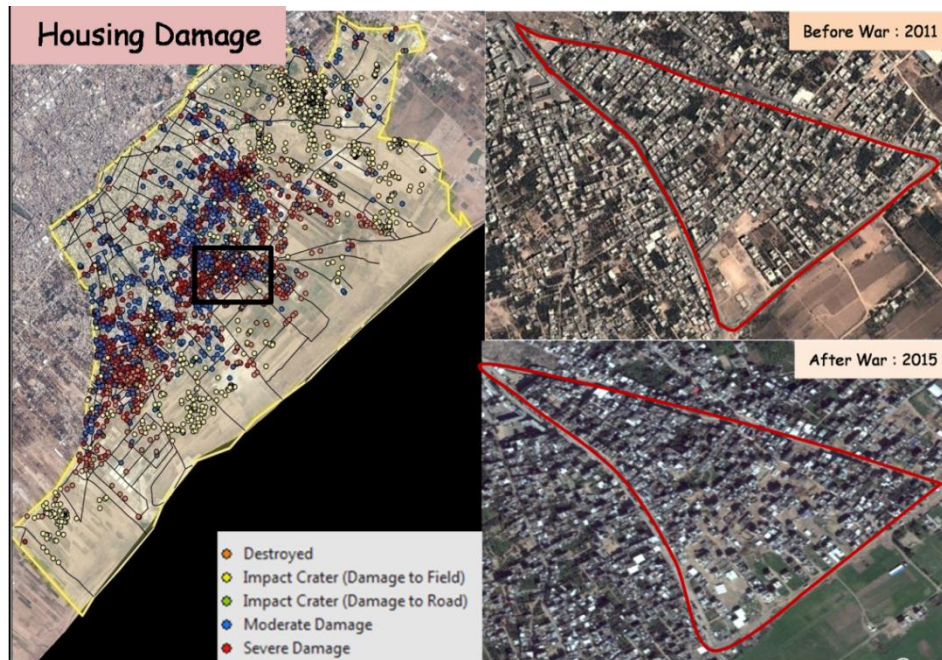 Housing Damage
Before War : 2011
After War : 2015
Destroyed
Impact Crater (Damage to Field)
Impact Crater (Damage to Road)
Moderate Damage
Severe Damage